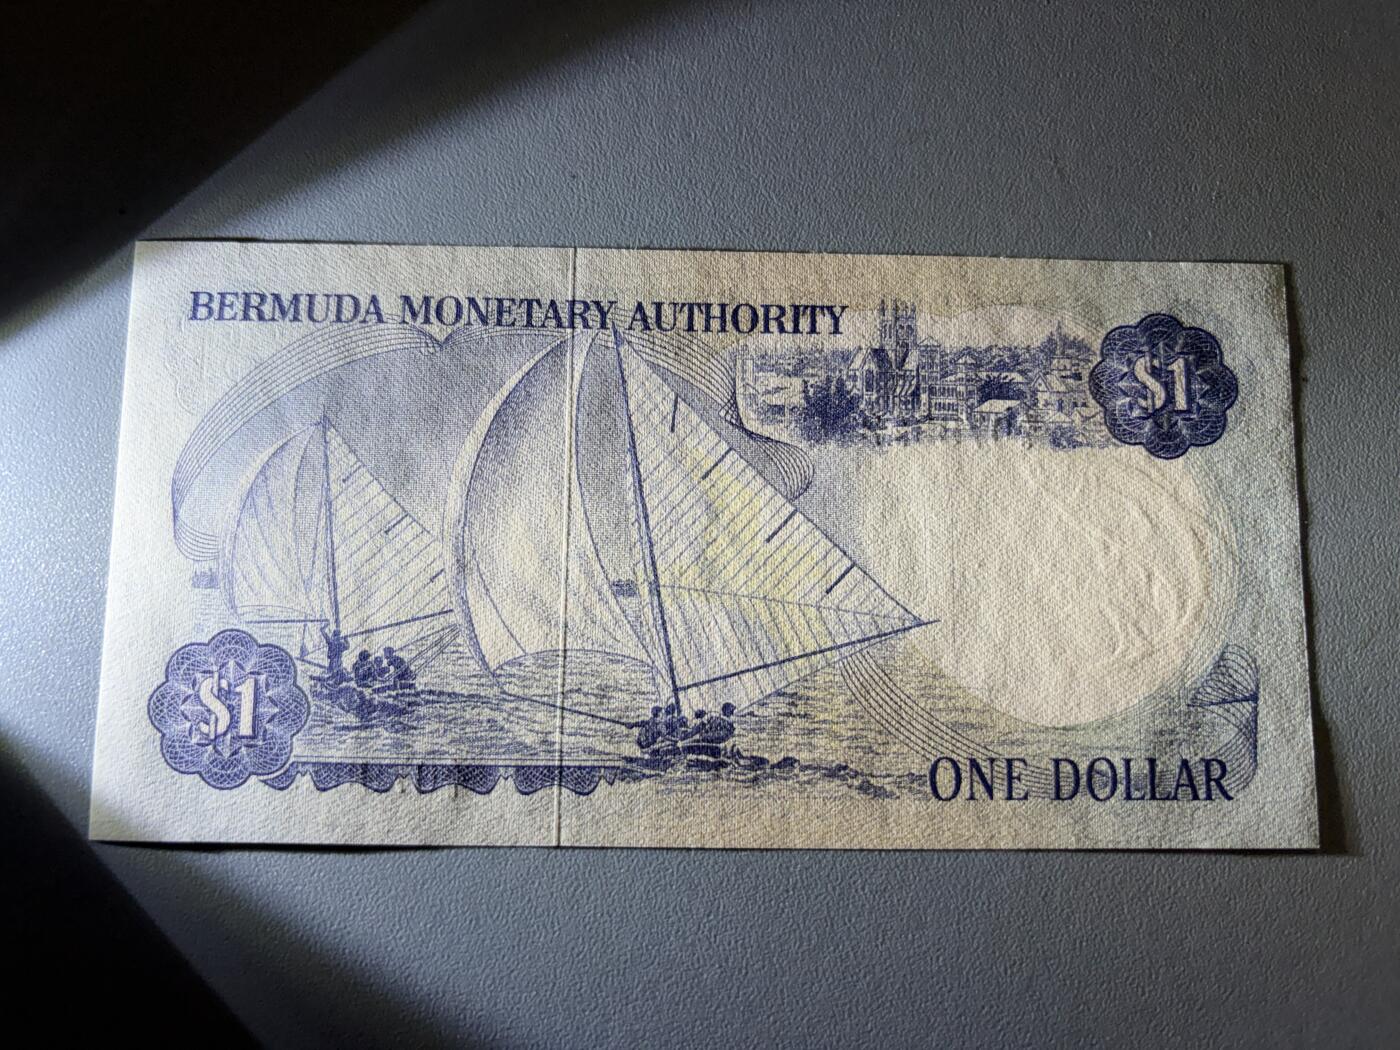 BERMUDA MONETARY AUTHORITY
$1
$1
ONE DOLLAR